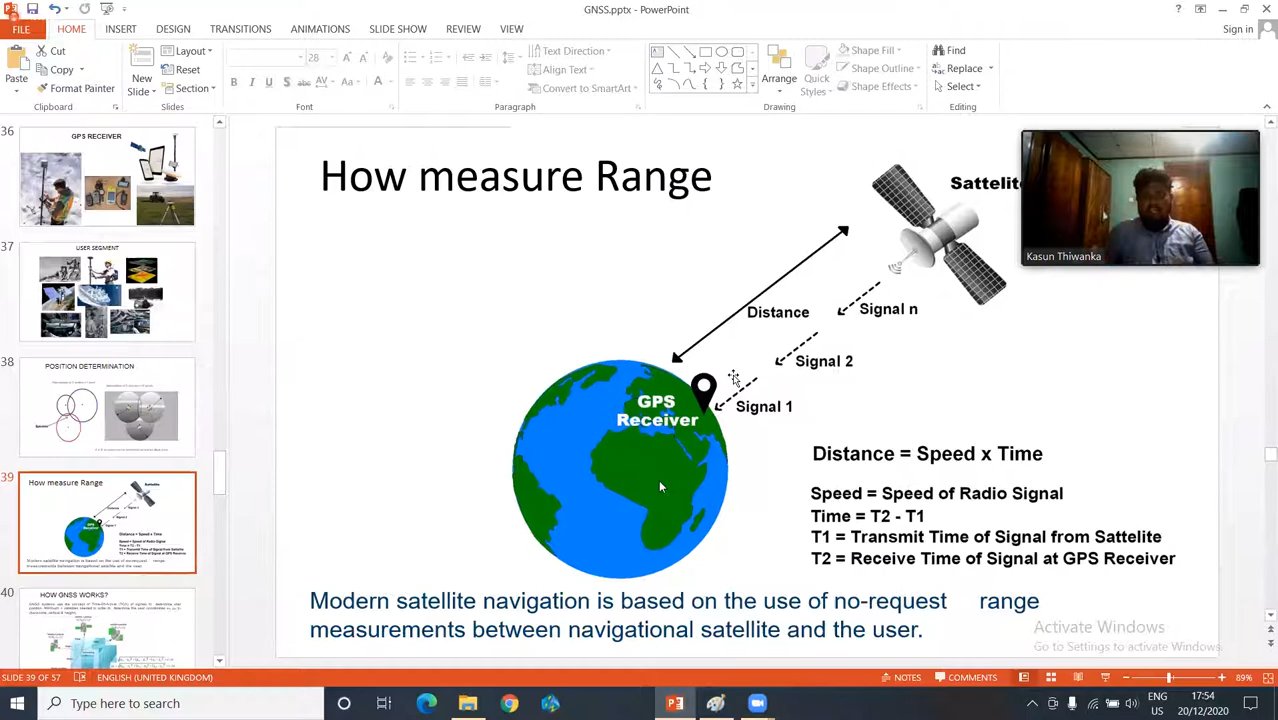 GNSS.pptx - PowerPoint
FILE
HOME
INSERT
DESIGN
TRANSITIONS
ANIMATIONS
SLIDE SHOW
REVIEW
VIEW
Sign in
Paste
Cut
Copy
Format Painter
Clipboard
New
Slide
Layout
Reset
Section
Slides
28
Font
Text Direction
Align Text
Convert to SmartArt
Paragraph
Arrange
Quick
Styles
Shape Fill
Shape Outline
Shape Effects
Drawing
Find
Replace
Select
Editing
36
GPS RECEIVER
37
USER SEGMENT
38
POSITION DETERMINATION
39
How measure Range
40
HOW GNSS WORKS?
How measure Range
Sattelite
Kasun Thiwanka
Distance
Signal n
Signal 2
Signal 1
GPS
Receiver
Distance = Speed x Time
Speed = Speed of Radio Signal
Time = T2 - T1
T1 = Transmit Time of Signal from Sattelite
T2 = Receive Time of Signal at GPS Receiver
Modern satellite navigation is based on the use of no-request range
measurements between navigational satellite and the user.
Activate Windows
Go to Settings to activate Windows.
SLIDE 39 OF 57
ENGLISH (UNITED KINGDOM)
NOTES
COMMENTS
89%
Type here to search
ENG
US
17:54
20/12/2020